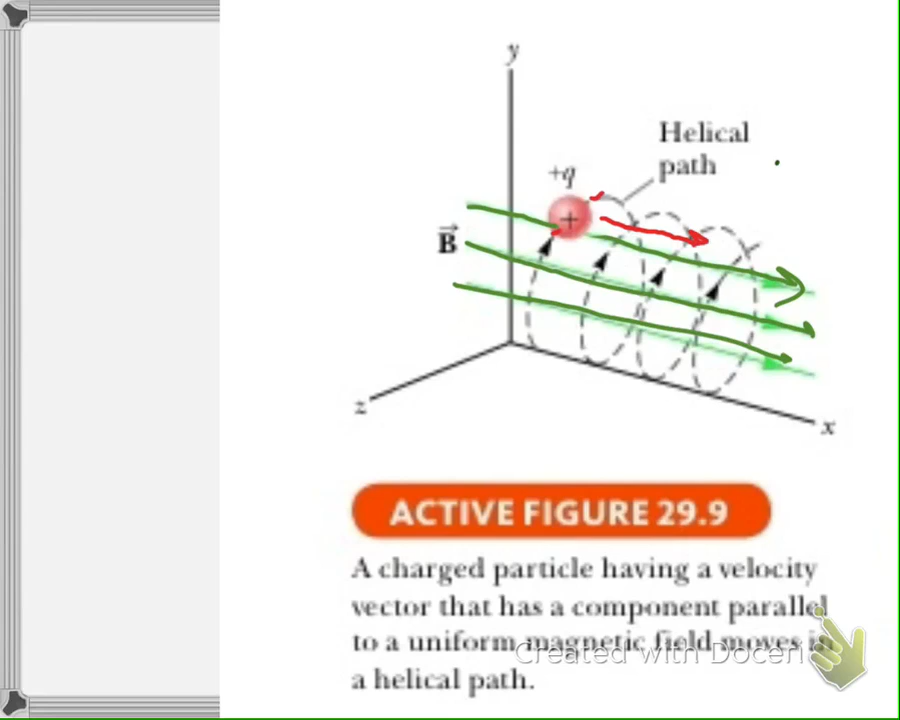 y
Helical
path
+q
+
B
z
x
ACTIVE FIGURE 29.9
A charged particle having a velocity
vector that has a component parallel
to a uniform magnetic field moves in
Created with Doceri
a helical path.